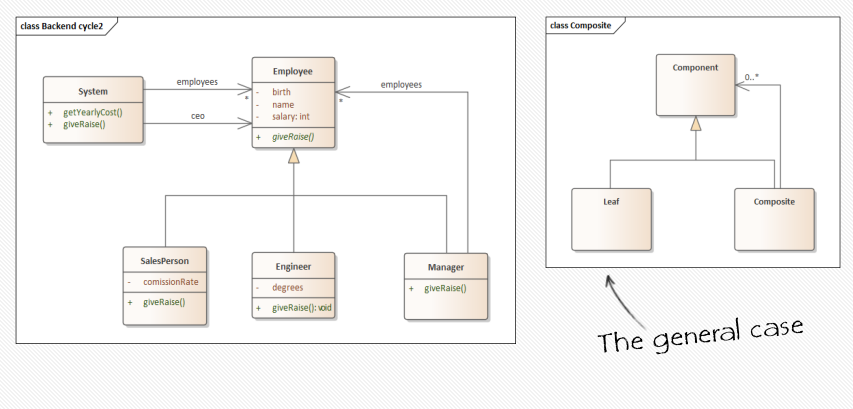 class Backend cycle2
System
+ getYearlyCost()
+ giveRaise()
employees
*
ceo
Employee
- birth
- name
- salary: int
+ giveRaise()
employees
*
SalesPerson
- comissionRate
+ giveRaise()
Engineer
- degrees
+ giveRaise(): void
Manager
+ giveRaise()
class Composite
Component
0..*
Leaf
Composite
The general case